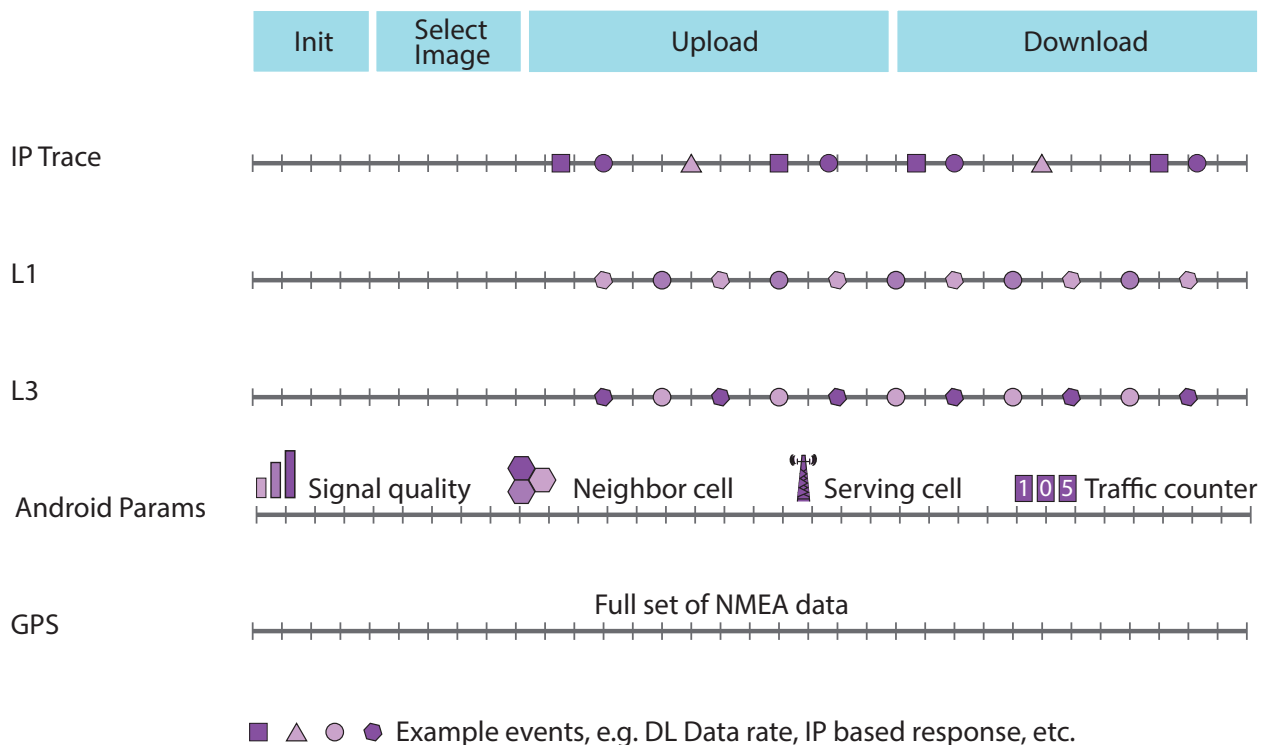 Init
Select
Image
Upload
Download
IP Trace
L1
L3
Android Params
Signal quality
Neighbor cell
Serving cell
1 0 5 Traffic counter
GPS
Full set of NMEA data
Example events, e.g. DL Data rate, IP based response, etc.